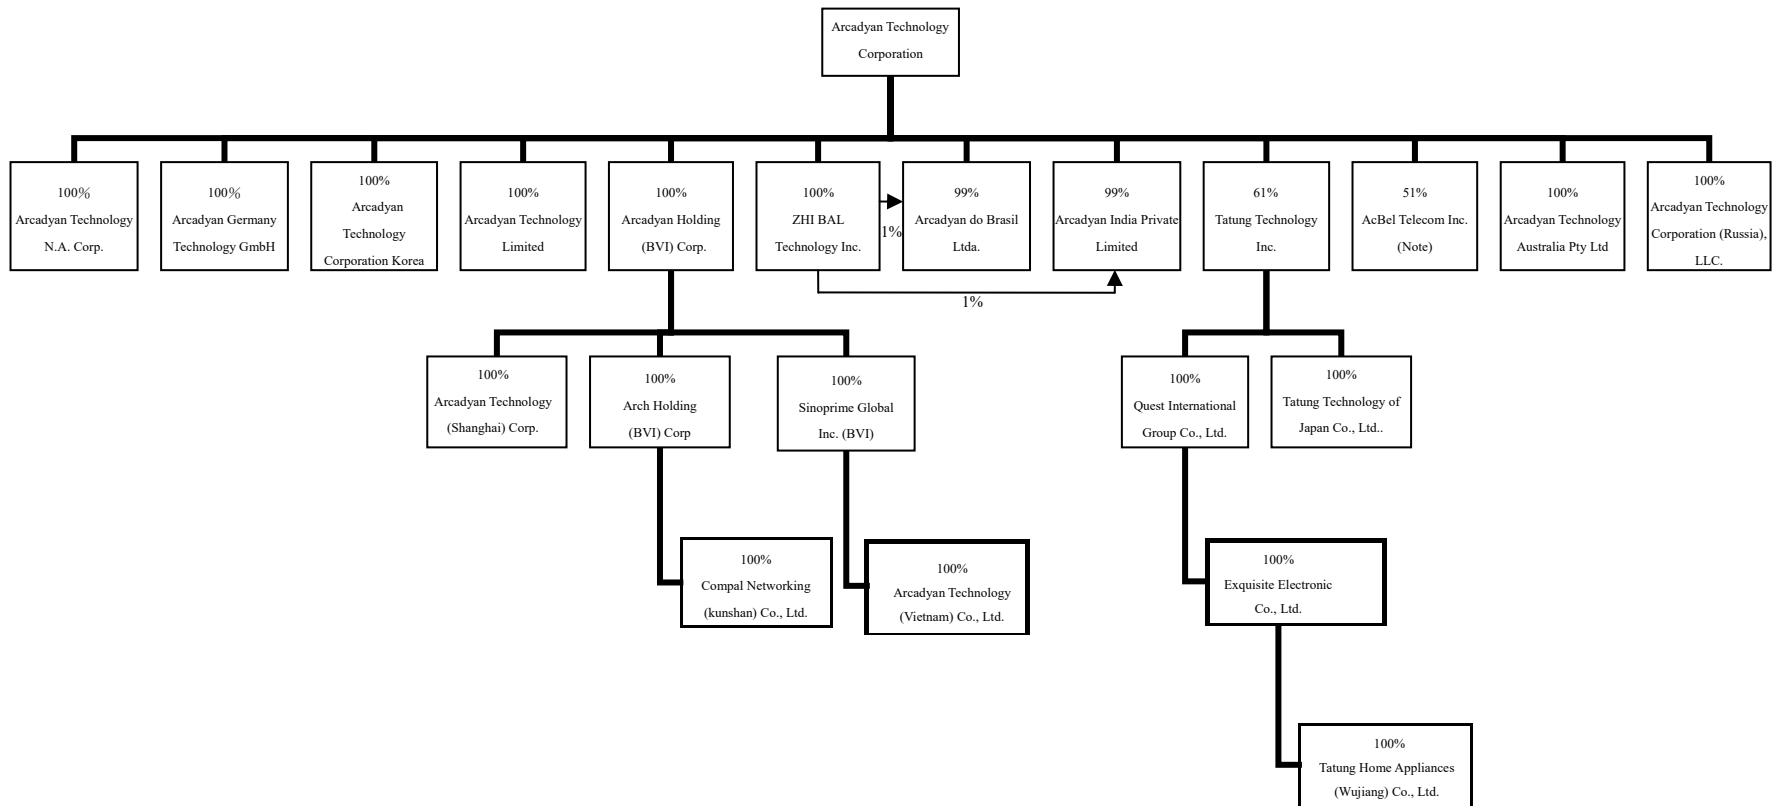 Arcadyan Technology
Corporation
100%
Arcadyan Technology
N.A. Corp.
100%
Arcadyan Germany
Technology GmbH
100%
Arcadyan
Technology
Corporation Korea
100%
Arcadyan Technology
Limited
100%
Arcadyan Holding
(BVI) Corp.
100%
ZHI BAL
Technology Inc.
1%
99%
Arcadyan do Brasil
Ltda.
99%
Arcadyan India Private
Limited
61%
Tatung Technology
Inc.
51%
AcBel Telecom Inc.
(Note)
100%
Arcadyan Technology
Australia Pty Ltd
100%
Arcadyan Technology
Corporation (Russia),
LLC.
1%
100%
Arcadyan Technology
(Shanghai) Corp.
100%
Arch Holding
(BVI) Corp
100%
Sinoprime Global
Inc. (BVI)
100%
Quest International
Group Co., Ltd.
100%
Tatung Technology of
Japan Co., Ltd..
100%
Compal Networking
(kunshan) Co., Ltd.
100%
Arcadyan Technology
(Vietnam) Co., Ltd.
100%
Exquisite Electronic
Co., Ltd.
100%
Tatung Home Appliances
(Wujiang) Co., Ltd.